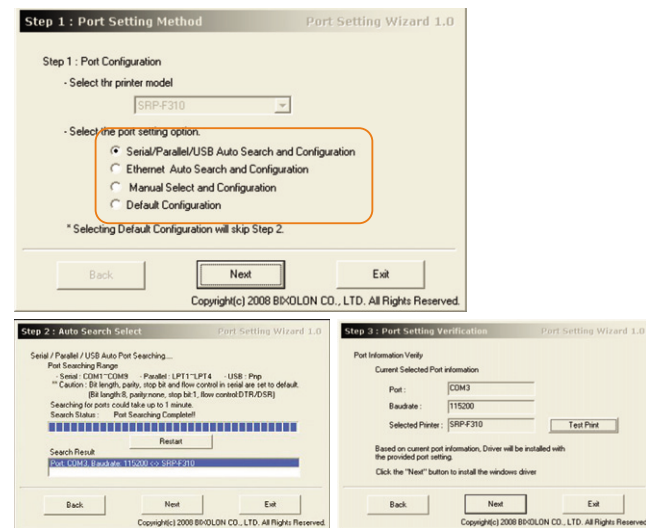 Step 1 : Port Setting Method Port Setting Wizard 1.0
Step 1 : Port Configuration
- Select thr printer model
SRP-F310
- Select the port setting option.
Serial/Parallel/USB Auto Search and Configuration
Ethernet Auto Search and Configuration
Manual Select and Configuration
Default Configuration
* Selecting Default Configuration will skip Step 2.
Back Next Exit
Copyright(c) 2008 BIXOLON CO., LTD. All Rights Reserved.
Step 2 : Auto Search Select Port Setting Wizard 1.0
Serial / Parallel / USB Auto Port Searching...
Port Searching Range
- Serial : COM1~COM9 - Parallel : LPT1~LPT4 - USB : Pnp
** Caution : Bit length, parity, stop bit and flow control in serial are set to default.
(Bit length:8, parity:none, stop bit:1, flow control:DTR/DSR)
Searching for ports could take up to 1 minute.
Search Status : Port Searching Complete!!
Restart
Search Result
Port: COM3, Baudrate: 115200 <-> SRP-F310
Back Next Exit
Copyright(c) 2008 BIXOLON CO., LTD. All Rights Reserved.
Step 3 : Port Setting Verification Port Setting Wizard 1.0
Port Information Verify
Current Selected Port information
Port : COM3
Baudrate : 115200
Selected Printer : SRP-F310 Test Print
Based on current port information, Driver will be installed with
the provided port setting.
Click the "Next" button to install the windows driver
Back Next Exit
Copyright(c) 2008 BIXOLON CO., LTD. All Rights Reserved.